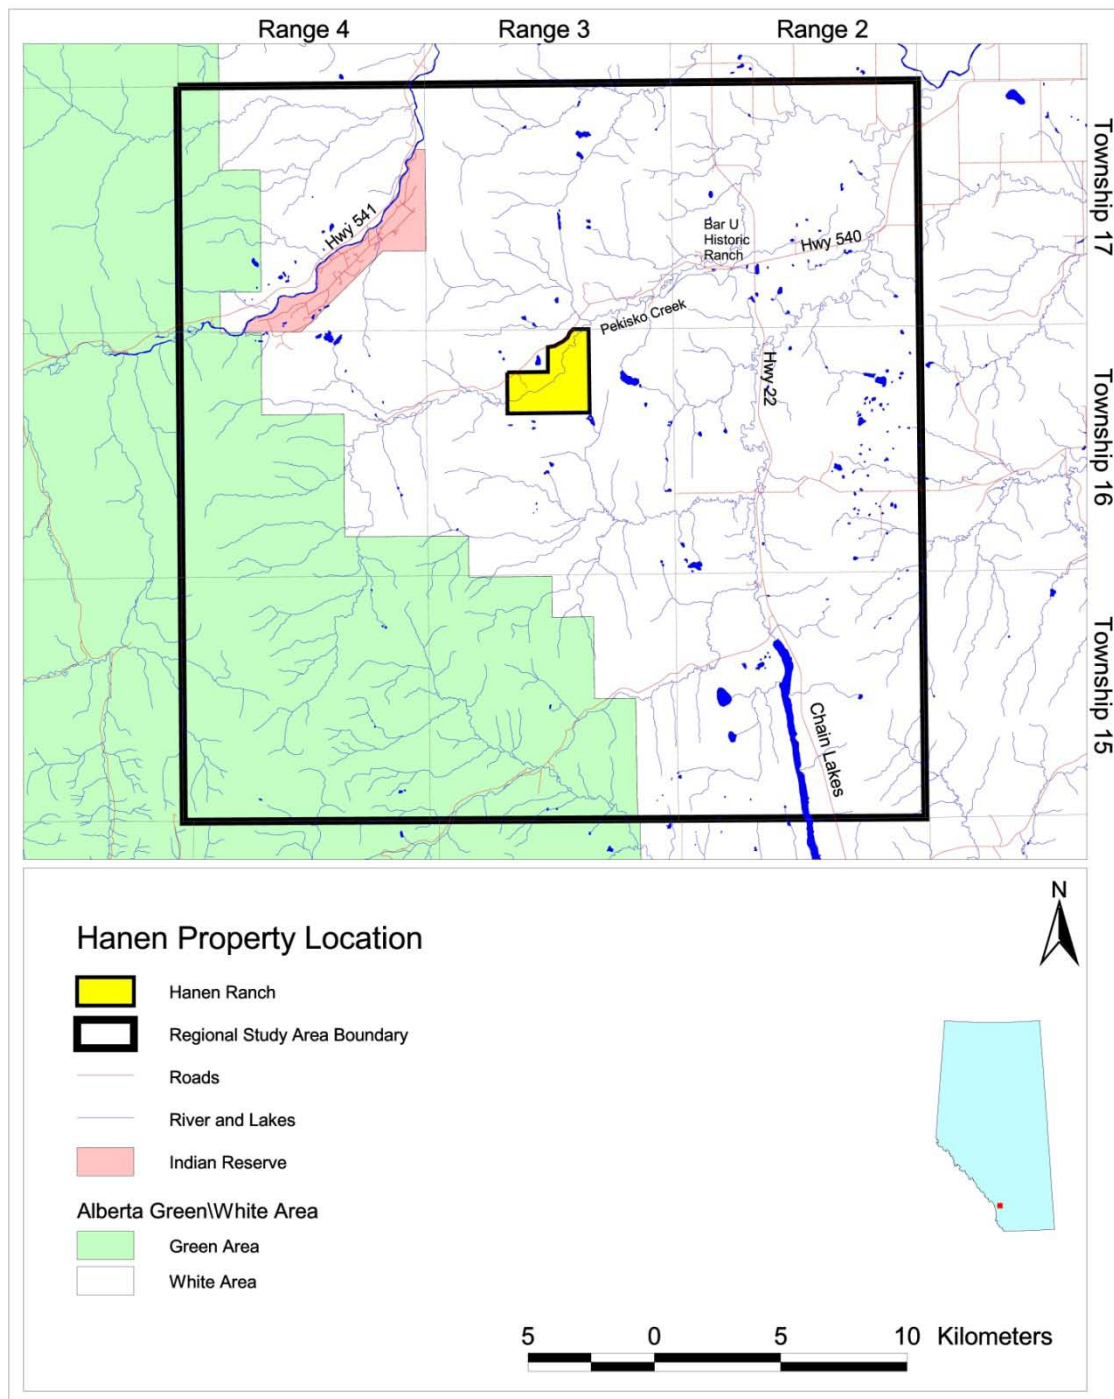 Range 4 Range 3 Range 2
Township 17
Hwy 541
Bar U
Historic
Ranch
Hwy 540
Pekisko Creek
Hwy 22
Township 16
Township 15
Chain Lakes
N
Hanen Property Location
Hanen Ranch
Regional Study Area Boundary
Roads
River and Lakes
Indian Reserve
Alberta Green\White Area
Green Area
White Area
5 0 5 10 Kilometers